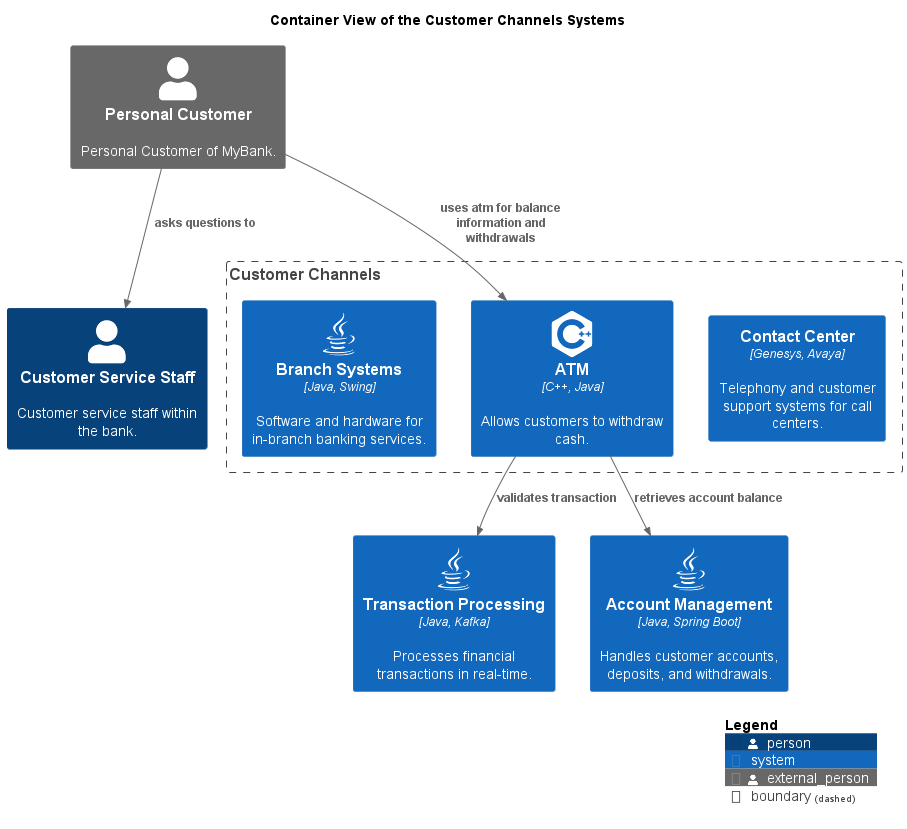 Container View of the Customer Channels Systems
Personal Customer
Personal Customer of MyBank.
asks questions to
uses atm for balance
information and
withdrawals
Customer Service Staff
Customer service staff within
the bank.
Customer Channels
Branch Systems
[Java, Swing]
Software and hardware for
in-branch banking services.
C++
ATM
[C++, Java]
Allows customers to withdraw
cash.
Contact Center
[Genesys, Avaya]
Telephony and customer
support systems for call
centers.
validates transaction
retrieves account balance
Transaction Processing
[Java, Kafka]
Processes financial
transactions in real-time.
Account Management
[Java, Spring Boot]
Handles customer accounts,
deposits, and withdrawals.
Legend
person
system
external_person
boundary (dashed)